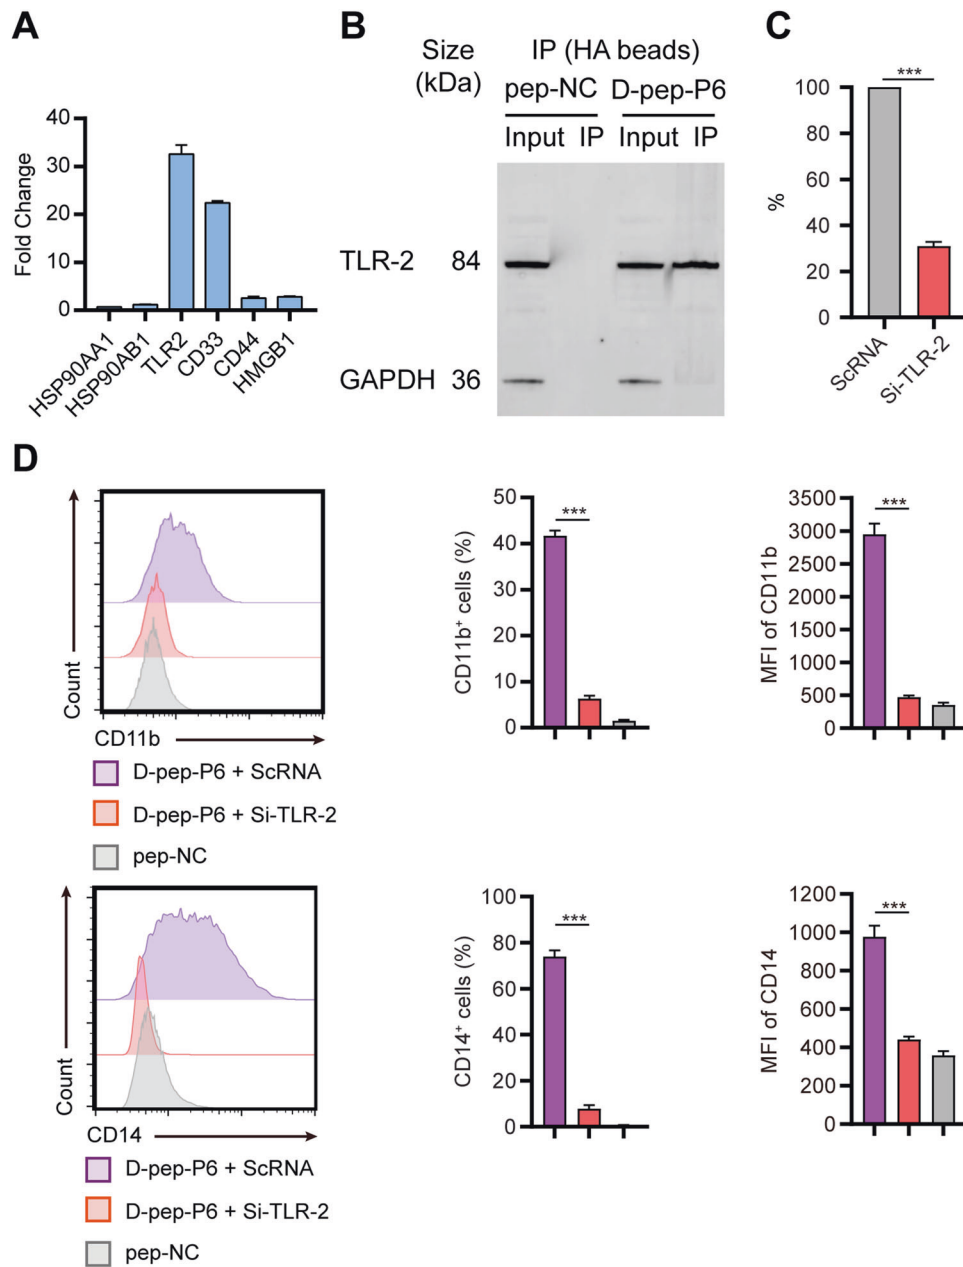 A
Fold Change
40
30
20
10
0
HSP90AA1
HSP90AB1
TLR2
CD33
CD44
HMGB1
B
Size
(kDa)
IP (HA beads)
pep-NC D-pep-P6
Input IP Input IP
TLR-2 84
GAPDH 36
C
***
%
100
80
60
40
20
0
ScRNA
Si-TLR-2
D
Count
CD11b
D-pep-P6 + ScRNA
D-pep-P6 + Si-TLR-2
pep-NC
CD11b⁺ cells (%)
50
40
30
20
10
0
***
MFI of CD11b
3500
3000
2500
2000
1500
1000
500
0
***
Count
CD14
D-pep-P6 + ScRNA
D-pep-P6 + Si-TLR-2
pep-NC
CD14⁺ cells (%)
100
80
60
40
20
0
***
MFI of CD14
1200
1000
800
600
400
200
0
***